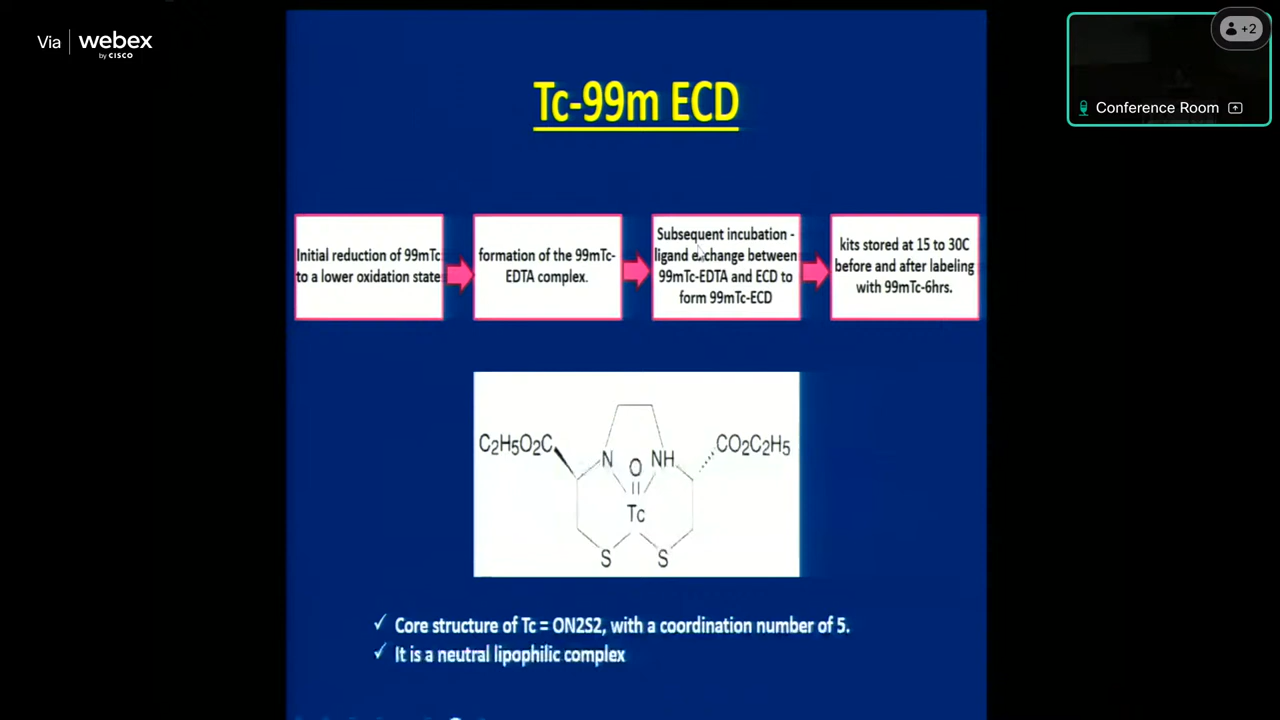 Via webex
by CISCO
+2
Conference Room
Tc-99m ECD
Initial reduction of 99mTc
to a lower oxidation state
formation of the 99mTc-
EDTA complex.
Subsequent incubation -
ligand exchange between
99mTc-EDTA and ECD to
form 99mTc-ECD
kits stored at 15 to 30C
before and after labeling
with 99mTc-6hrs.
C2H5O2C
CO2C2H5
N
NH
O
Tc
S
S
✓ Core structure of Tc = ON2S2, with a coordination number of 5.
✓ It is a neutral lipophilic complex